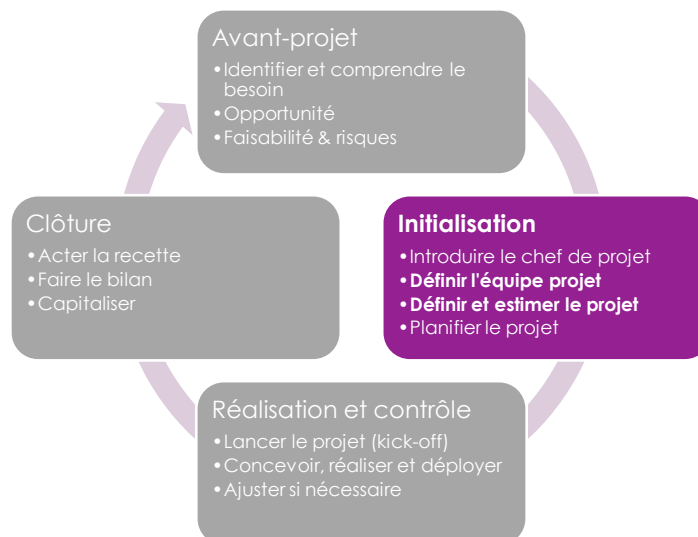 Avant-projet
•Identifier et comprendre le
besoin
•Opportunité
•Faisabilité & risques
Clôture
•Acter la recette
•Faire le bilan
•Capitaliser
Initialisation
•Introduire le chef de projet
•Définir l'équipe projet
•Définir et estimer le projet
•Planifier le projet
Réalisation et contrôle
•Lancer le projet (kick-off)
•Concevoir, réaliser et déployer
•Ajuster si nécessaire